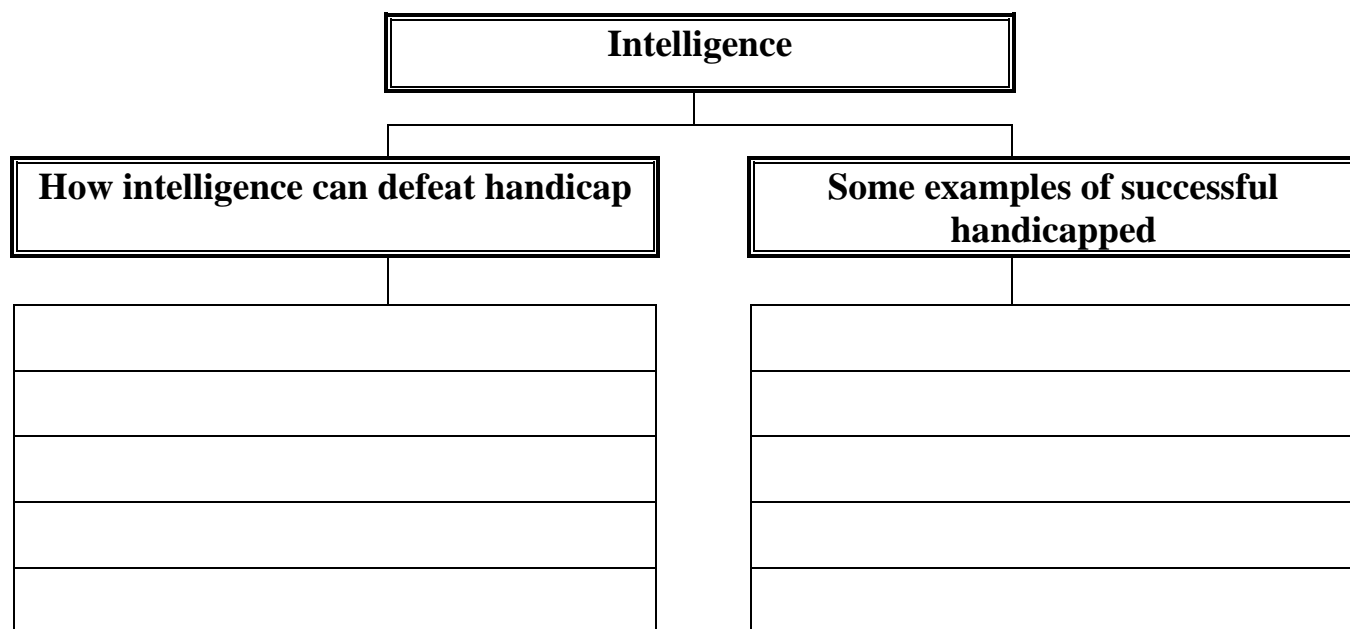 Intelligence
How intelligence can defeat handicap
Some examples of successful
handicapped